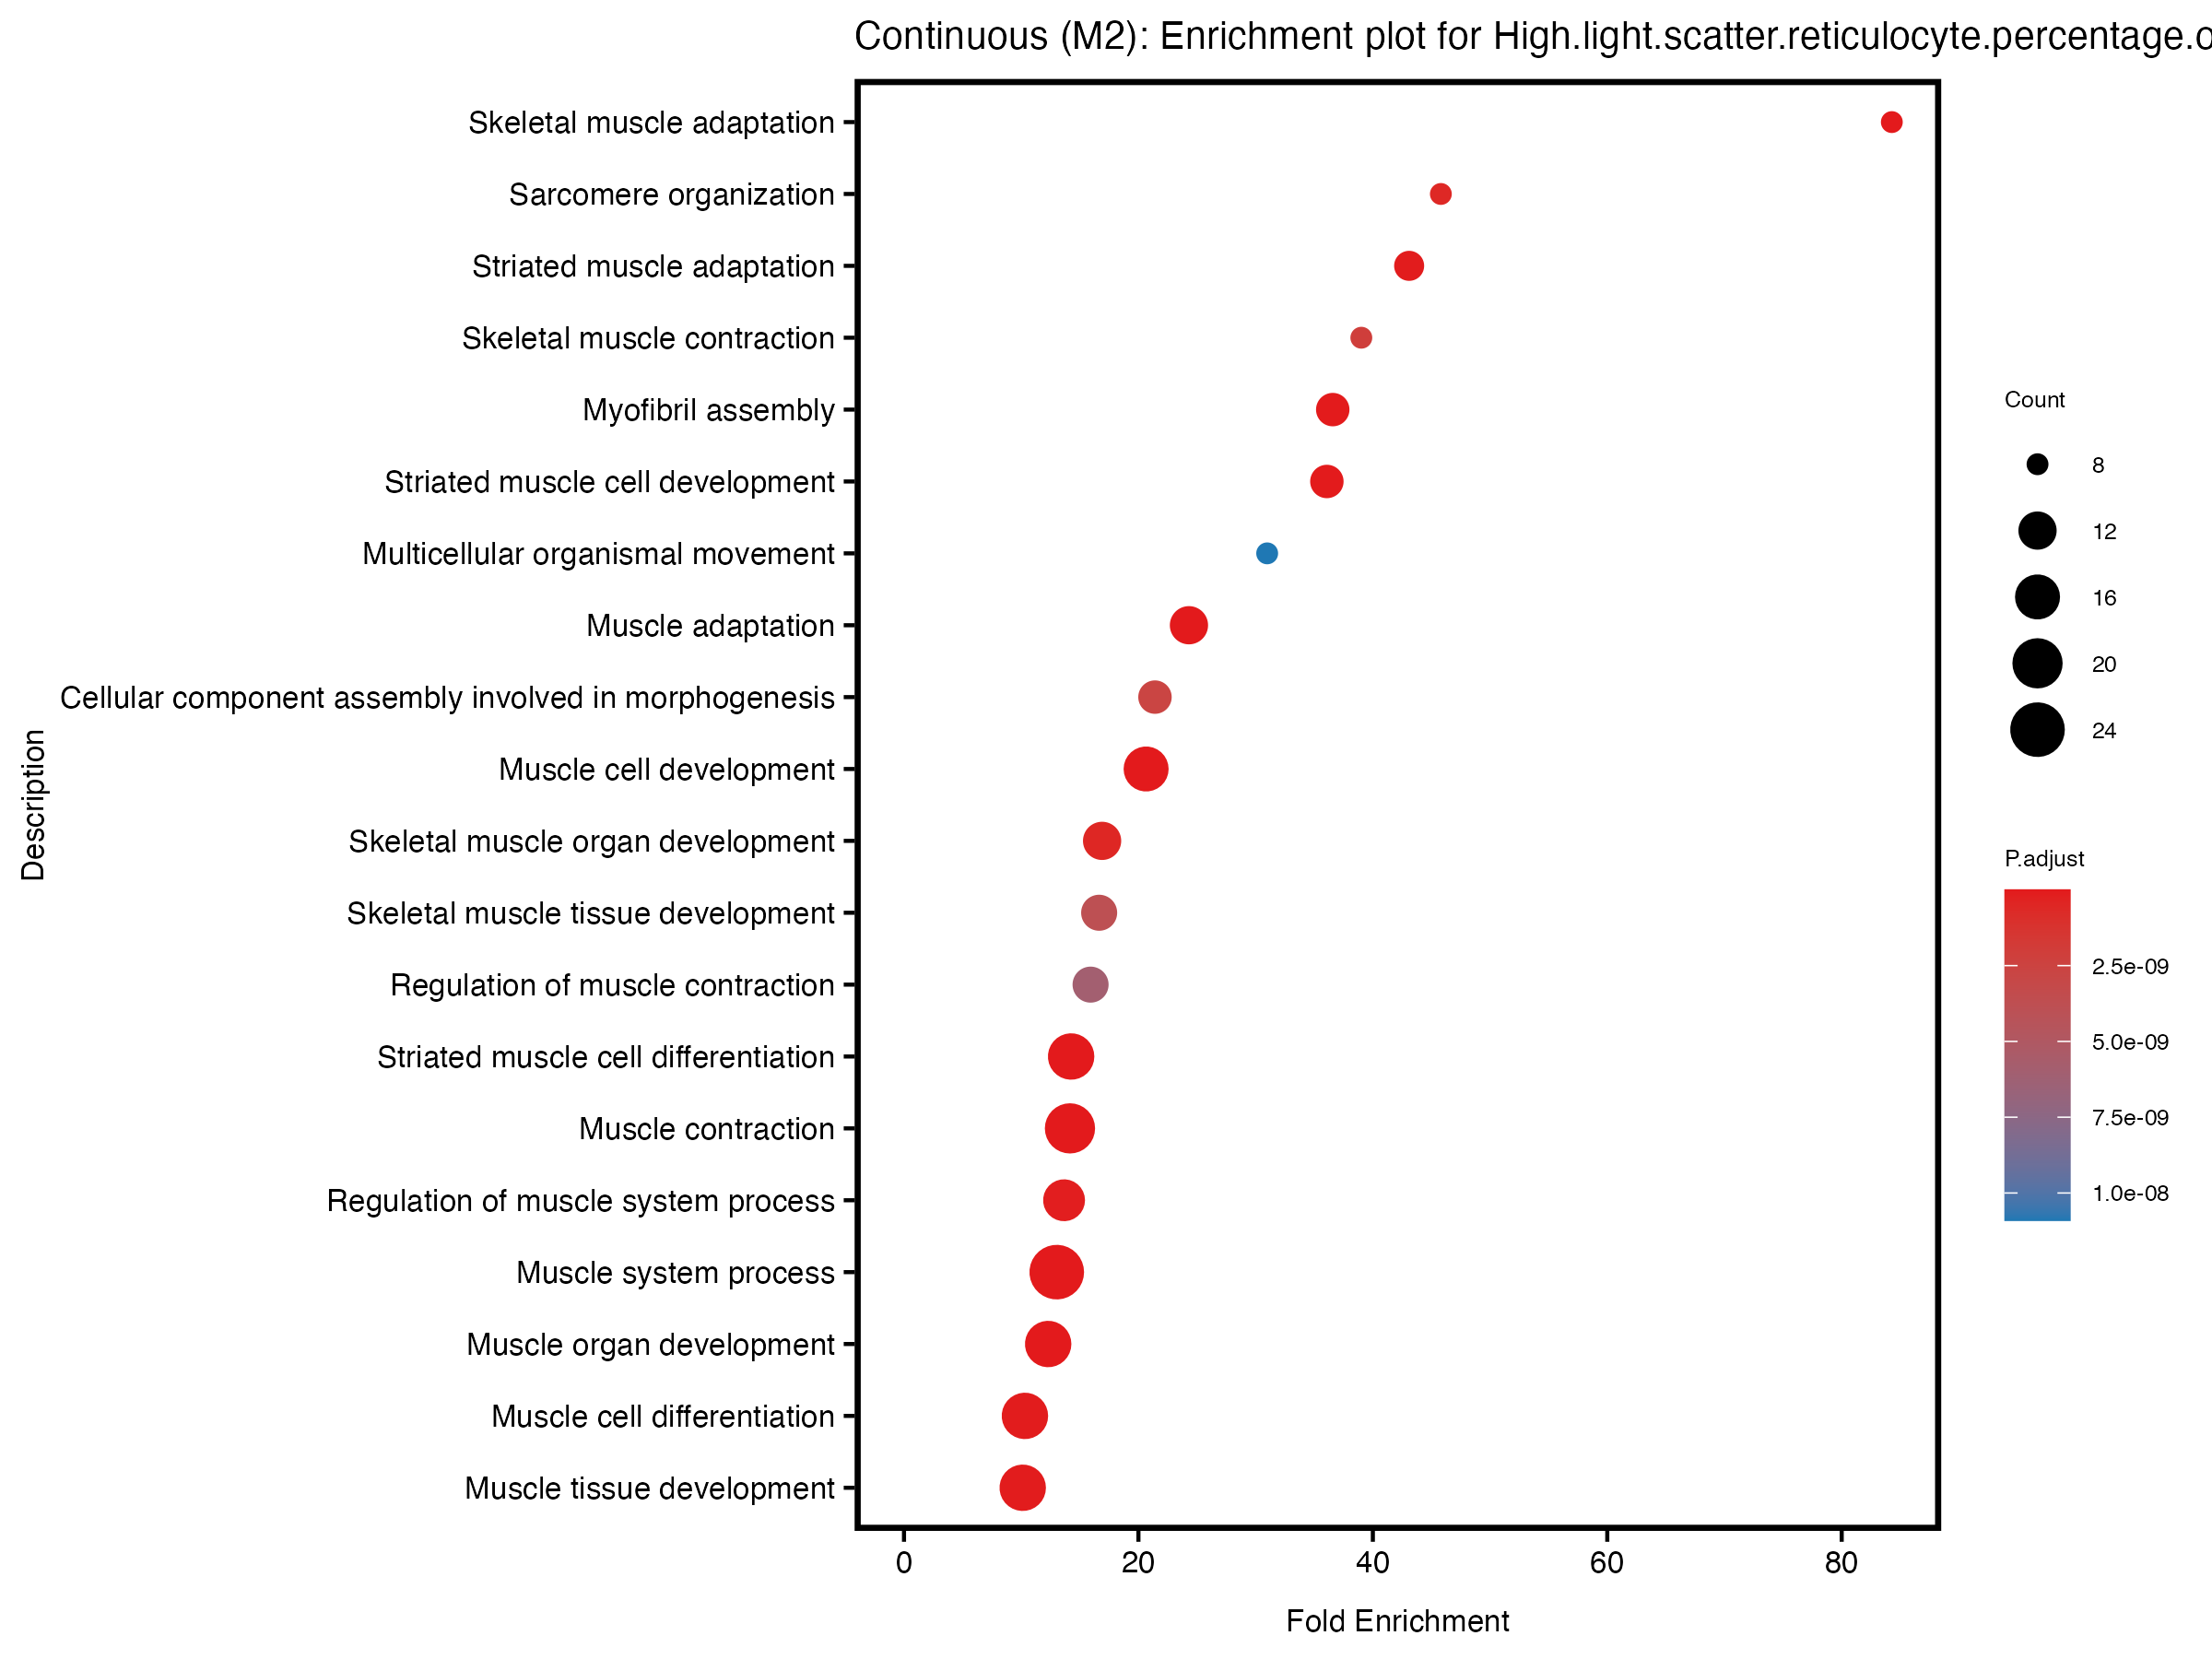 Continuous (M2): Enrichment plot for High.light.scatter.reticulocyte.percentage.o
Skeletal muscle adaptation
Sarcomere organization
Striated muscle adaptation
Skeletal muscle contraction
Myofibril assembly
Striated muscle cell development
Multicellular organismal movement
Muscle adaptation
Cellular component assembly involved in morphogenesis
Muscle cell development
Skeletal muscle organ development
Skeletal muscle tissue development
Regulation of muscle contraction
Striated muscle cell differentiation
Muscle contraction
Regulation of muscle system process
Muscle system process
Muscle organ development
Muscle cell differentiation
Muscle tissue development
Description
0 20 40 60 80
Fold Enrichment
Count
8
12
16
20
24
P.adjust
2.5e-09
5.0e-09
7.5e-09
1.0e-08